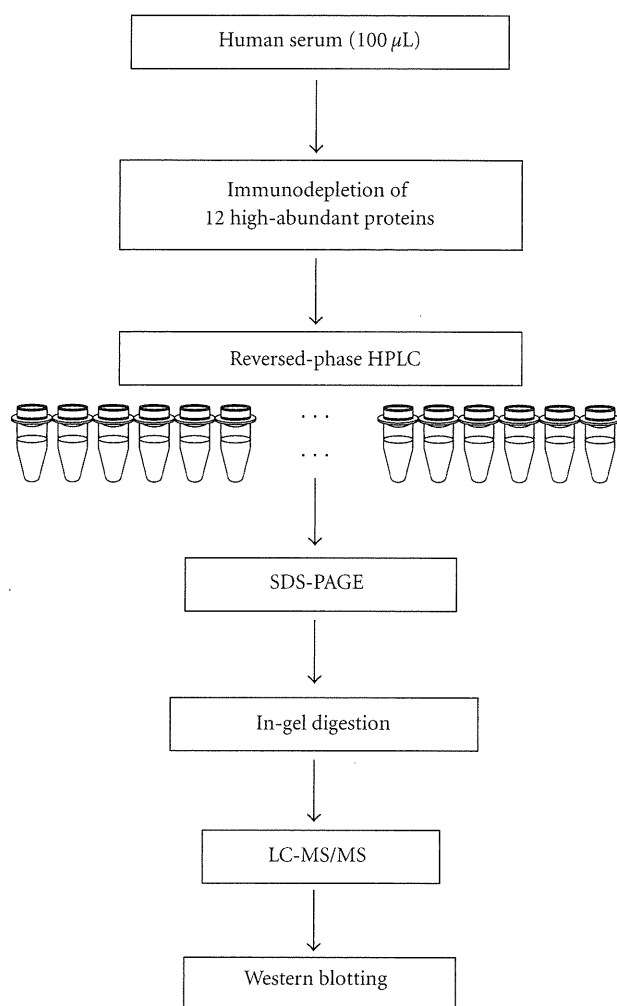 Human serum (100 μL)
Immunodepletion of
12 high-abundant proteins
Reversed-phase HPLC
. . .
. . .
SDS-PAGE
In-gel digestion
LC-MS/MS
Western blotting